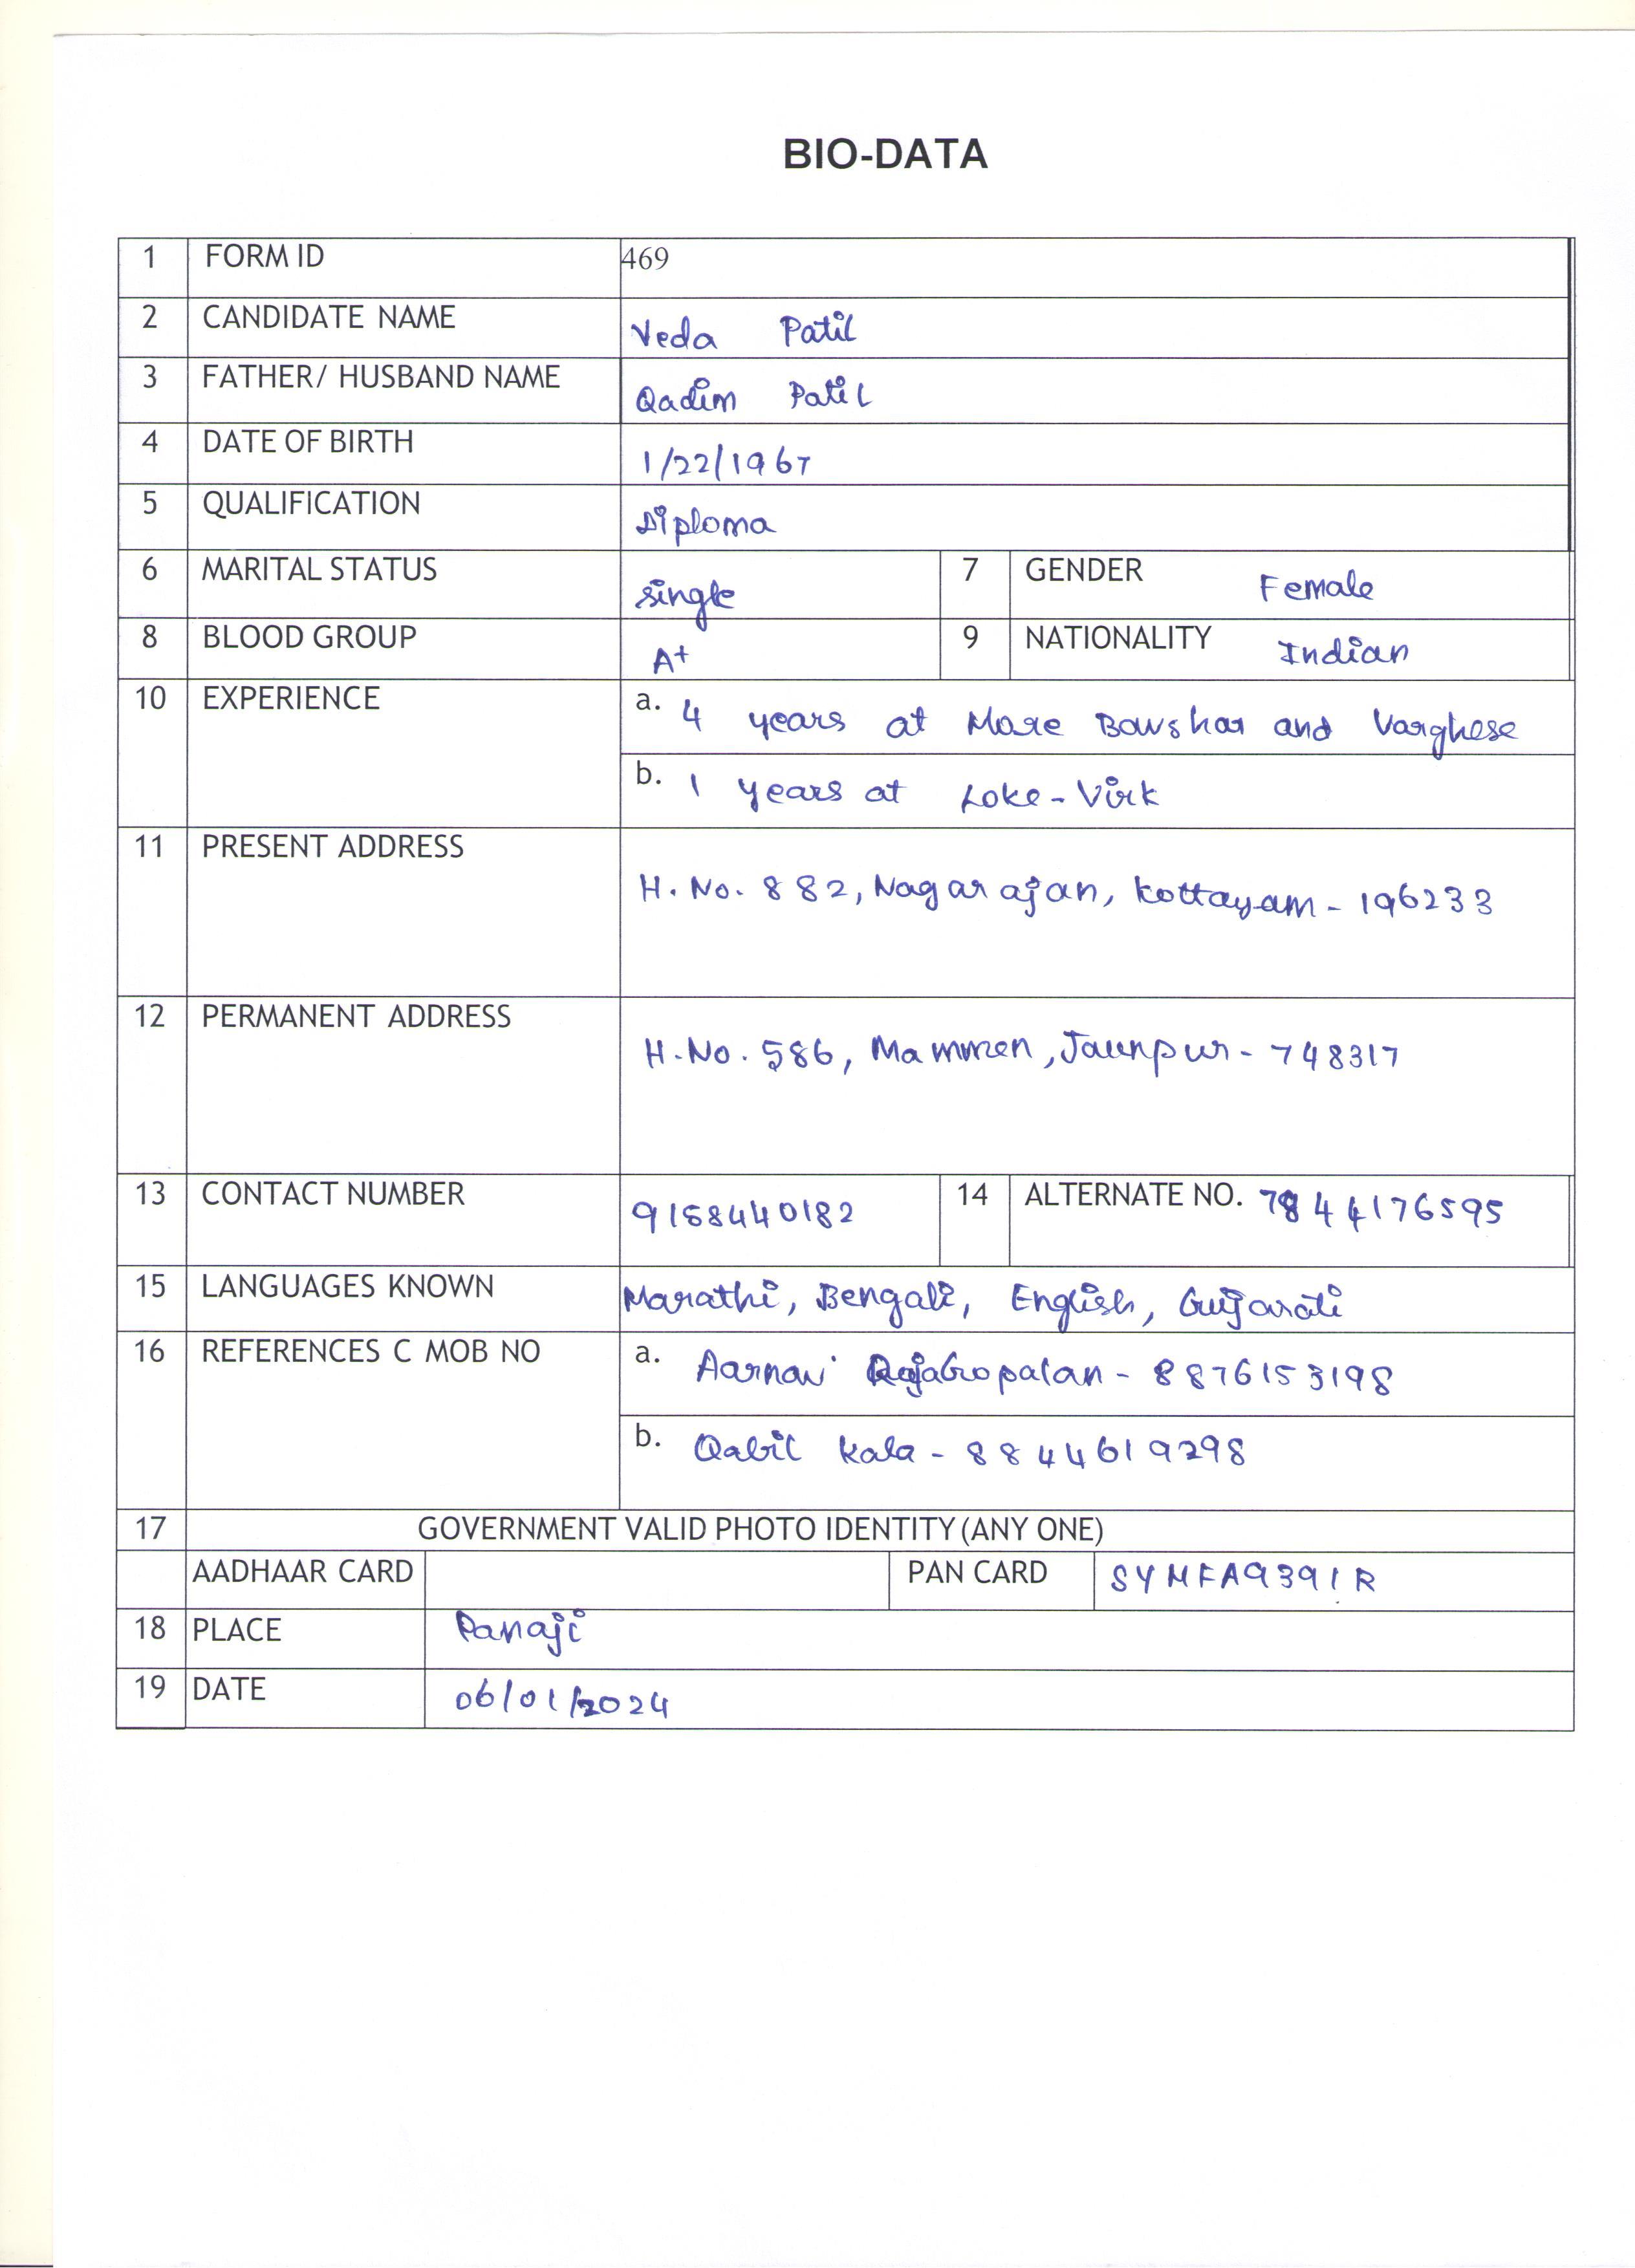 BIO-DATA
1 FORM ID 469
2 CANDIDATE NAME Veda Patil
3 FATHER/ HUSBAND NAME Qadim Patil
4 DATE OF BIRTH 1/22/1967
5 QUALIFICATION Diploma
6 MARITAL STATUS single 7 GENDER Female
8 BLOOD GROUP A+ 9 NATIONALITY Indian
10 EXPERIENCE a. 4 years at More Bawshar and Varghese
b. 1 years at Loke-Virk
11 PRESENT ADDRESS H.No. 882, Nagarajan, Kottayam - 196233
12 PERMANENT ADDRESS H.No. 586, Mammen, Jaunpur - 748317
13 CONTACT NUMBER 9158440182 14 ALTERNATE NO. 7844176595
15 LANGUAGES KNOWN Marathi, Bengali, English, Gujarati
16 REFERENCES C MOB NO a. Aarnav RajaGopalan - 8876153198
b. Qabil Kala - 8844619298
17 GOVERNMENT VALID PHOTO IDENTITY (ANY ONE)
AADHAAR CARD PAN CARD SYMFA9391R
18 PLACE Panaji
19 DATE 06/01/2024